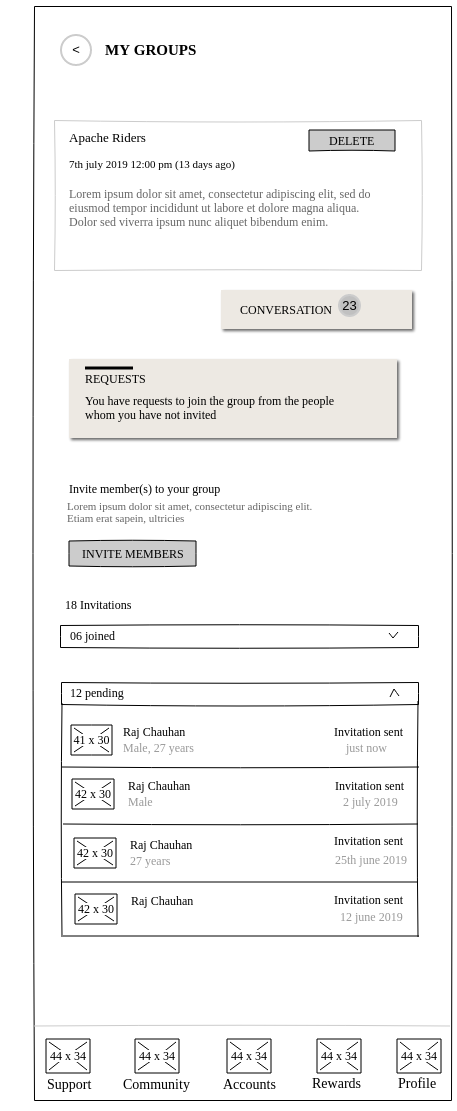 < MY GROUPS
Apache Riders DELETE
7th july 2019 12:00 pm (13 days ago)
Lorem ipsum dolor sit amet, consectetur adipiscing elit, sed do
eiusmod tempor incididunt ut labore et dolore magna aliqua.
Dolor sed viverra ipsum nunc aliquet bibendum enim.
CONVERSATION 23
REQUESTS
You have requests to join the group from the people
whom you have not invited
Invite member(s) to your group
Lorem ipsum dolor sit amet, consectetur adipiscing elit.
Etiam erat sapein, ultricies
INVITE MEMBERS
18 Invitations
06 joined
12 pending
41 x 30 Raj Chauhan Invitation sent
Male, 27 years just now
42 x 30 Raj Chauhan Invitation sent
Male 2 july 2019
42 x 30 Raj Chauhan Invitation sent
27 years 25th june 2019
42 x 30 Raj Chauhan Invitation sent
12 june 2019
44 x 34 44 x 34 44 x 34 44 x 34 44 x 34
Support Community Accounts Rewards Profile